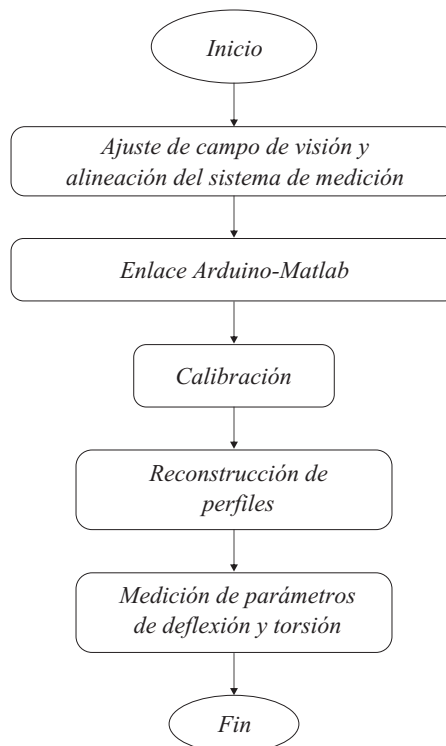 Inicio
Ajuste de campo de visión y
alineación del sistema de medición
Enlace Arduino-Matlab
Calibración
Reconstrucción de
perfiles
Medición de parámetros
de deflexión y torsión
Fin